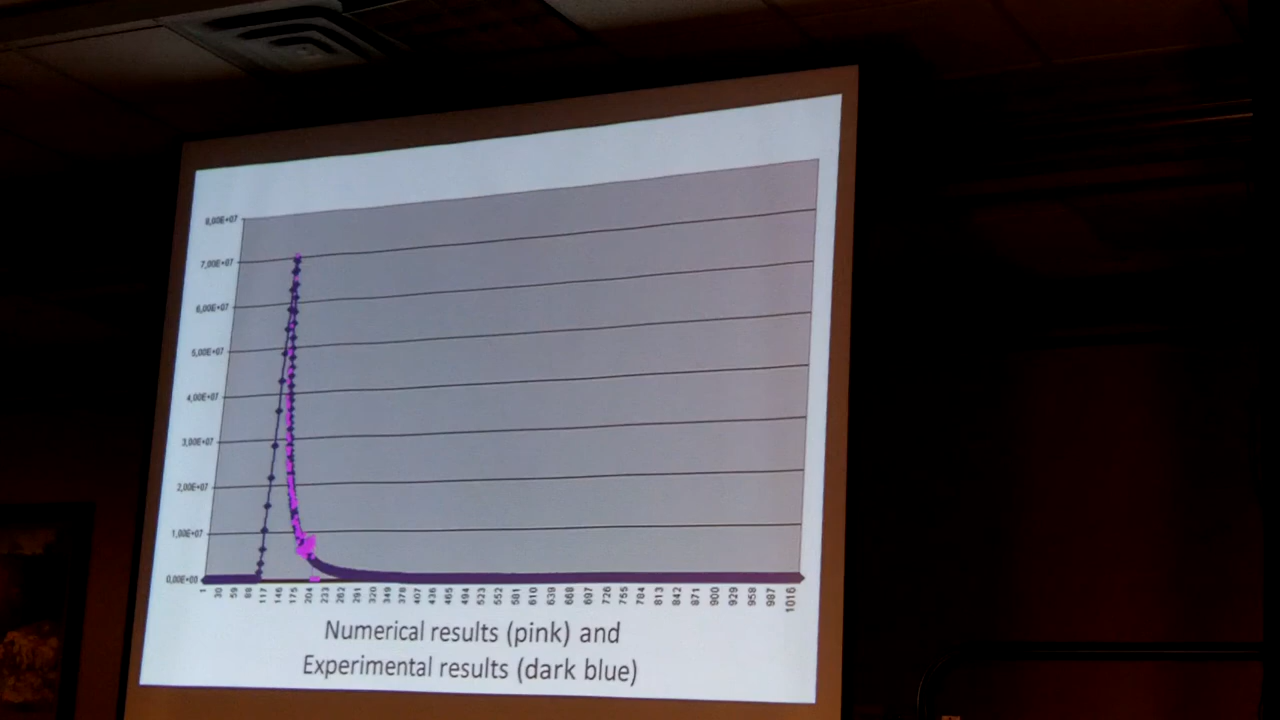 8,00E+07
7,00E+07
6,00E+07
5,00E+07
4,00E+07
3,00E+07
2,00E+07
1,00E+07
0,00E+00
1 30 59 88 117 146 175 204 233 262 291 320 349 378 407 436 465 494 523 552 581 610 639 668 697 726 755 784 813 842 871 900 929 958 987 1016
Numerical results (pink) and
Experimental results (dark blue)